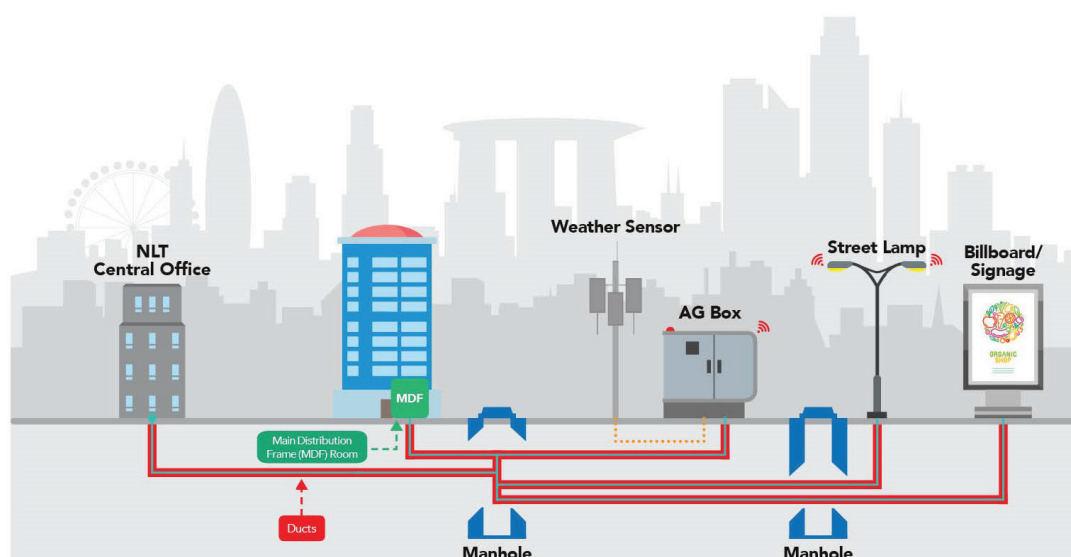 NLT
Central Office
MDF
Main Distribution
Frame (MDF) Room
Ducts
Weather Sensor
AG Box
Street Lamp
Billboard/
Signage
ORGANIC
SHOP
Manhole
Manhole